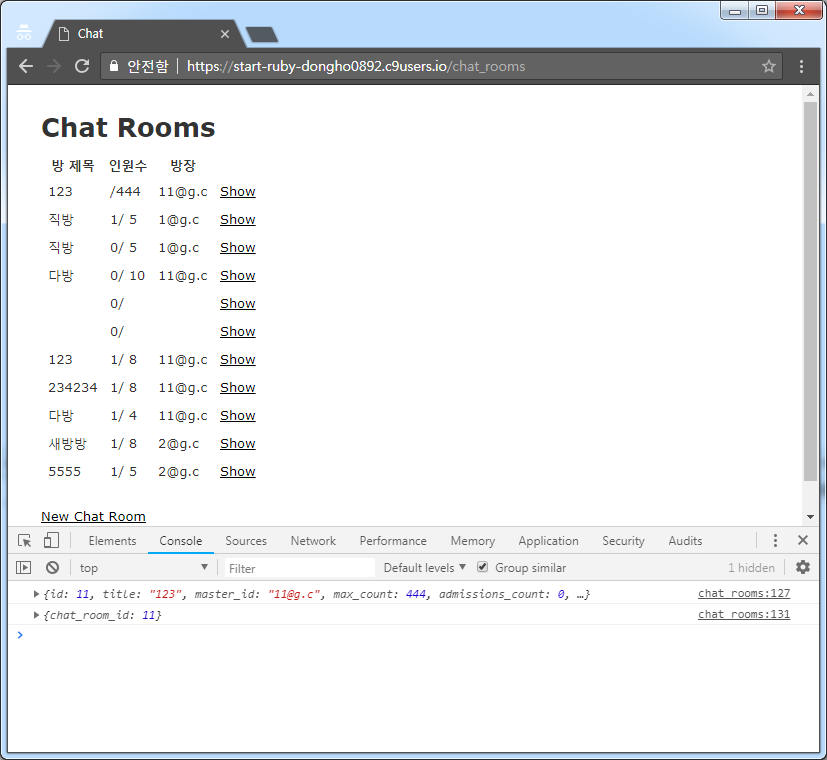 Chat
안전함 | https://start-ruby-dongho0892.c9users.io/chat_rooms
Chat Rooms
방 제목 인원수 방장
123 /444 11@g.c Show
직방 1/ 5 1@g.c Show
직방 0/ 5 1@g.c Show
다방 0/ 10 11@g.c Show
0/ Show
0/ Show
123 1/ 8 11@g.c Show
234234 1/ 8 11@g.c Show
다방 1/ 4 11@g.c Show
새방방 1/ 8 2@g.c Show
5555 1/ 5 2@g.c Show
New Chat Room
Elements Console Sources Network Performance Memory Application Security Audits
top Filter Default levels Group similar 1 hidden
{id: 11, title: "123", master_id: "11@g.c", max_count: 444, admissions_count: 0, …} chat_rooms:127
{chat_room_id: 11} chat_rooms:131